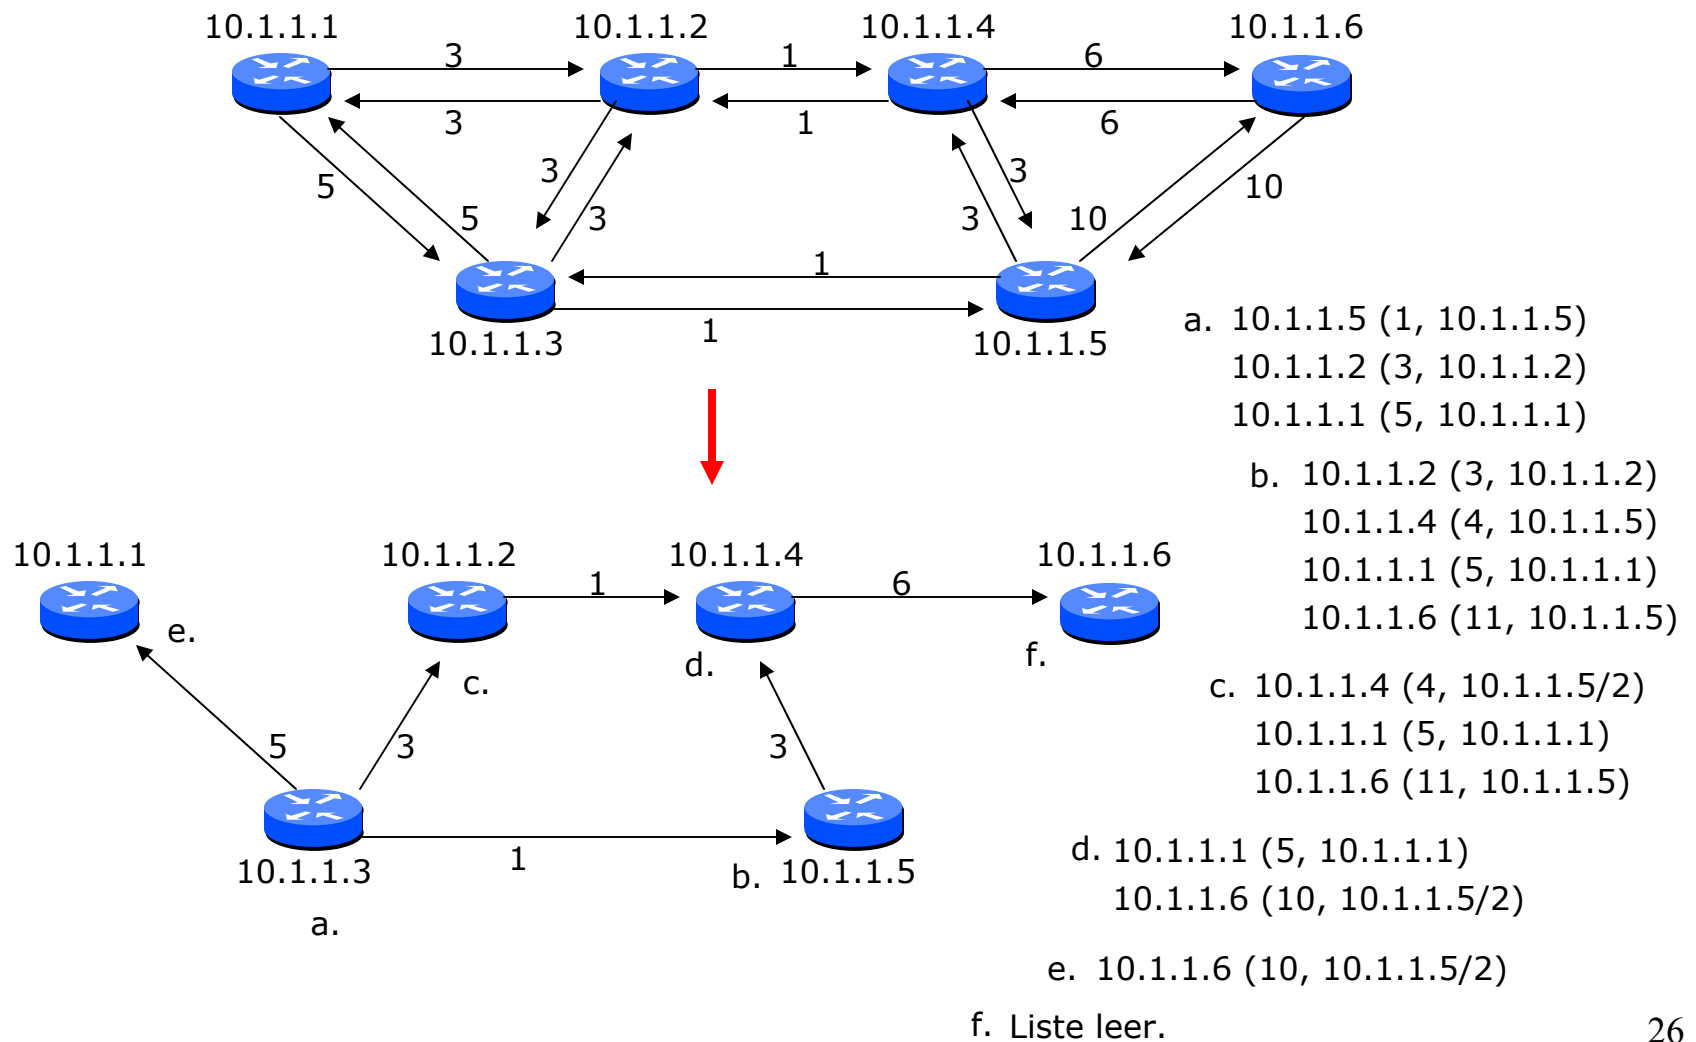 10.1.1.1 10.1.1.2 10.1.1.4 10.1.1.6
3 1 6
3 1 6
5 5 3 3 3 3 10 10
1
1
10.1.1.3 10.1.1.5
a. 10.1.1.5 (1, 10.1.1.5)
10.1.1.2 (3, 10.1.1.2)
10.1.1.1 (5, 10.1.1.1)
b. 10.1.1.2 (3, 10.1.1.2)
10.1.1.4 (4, 10.1.1.5)
10.1.1.1 (5, 10.1.1.1)
10.1.1.6 (11, 10.1.1.5)
c. 10.1.1.4 (4, 10.1.1.5/2)
10.1.1.1 (5, 10.1.1.1)
10.1.1.6 (11, 10.1.1.5)
d. 10.1.1.1 (5, 10.1.1.1)
10.1.1.6 (10, 10.1.1.5/2)
e. 10.1.1.6 (10, 10.1.1.5/2)
f. Liste leer.
10.1.1.1 10.1.1.2 10.1.1.4 10.1.1.6
1 6
e. c. d. f.
5 3 3
1
10.1.1.3 b. 10.1.1.5
a.
26